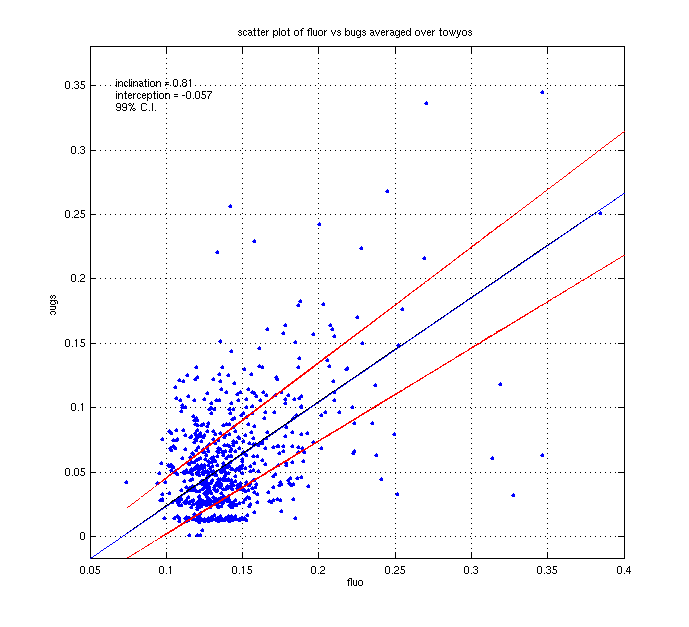 scatter plot of fluor vs bugs averaged over towyos
inclination = 0.81
interception = -0.057
99% C.I.
0.35
0.3
0.25
0.2
0.15
0.1
0.05
0
bugs
0.05 0.1 0.15 0.2 0.25 0.3 0.35 0.4
fluo